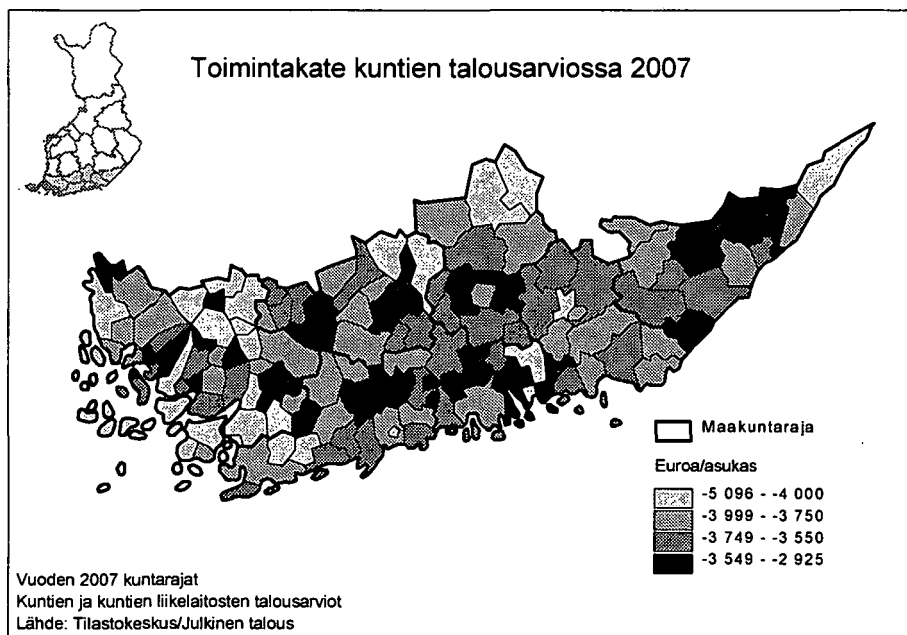 Toimintakate kuntien talousarviossa 2007
Maakuntaraja
Euroa/asukas
-5 096 - -4 000
-3 999 - -3 750
-3 749 - -3 550
-3 549 - -2 925
Vuoden 2007 kuntarajat
Kuntien ja kuntien liikelaitosten talousarviot
Lähde: Tilastokeskus/Julkinen talous